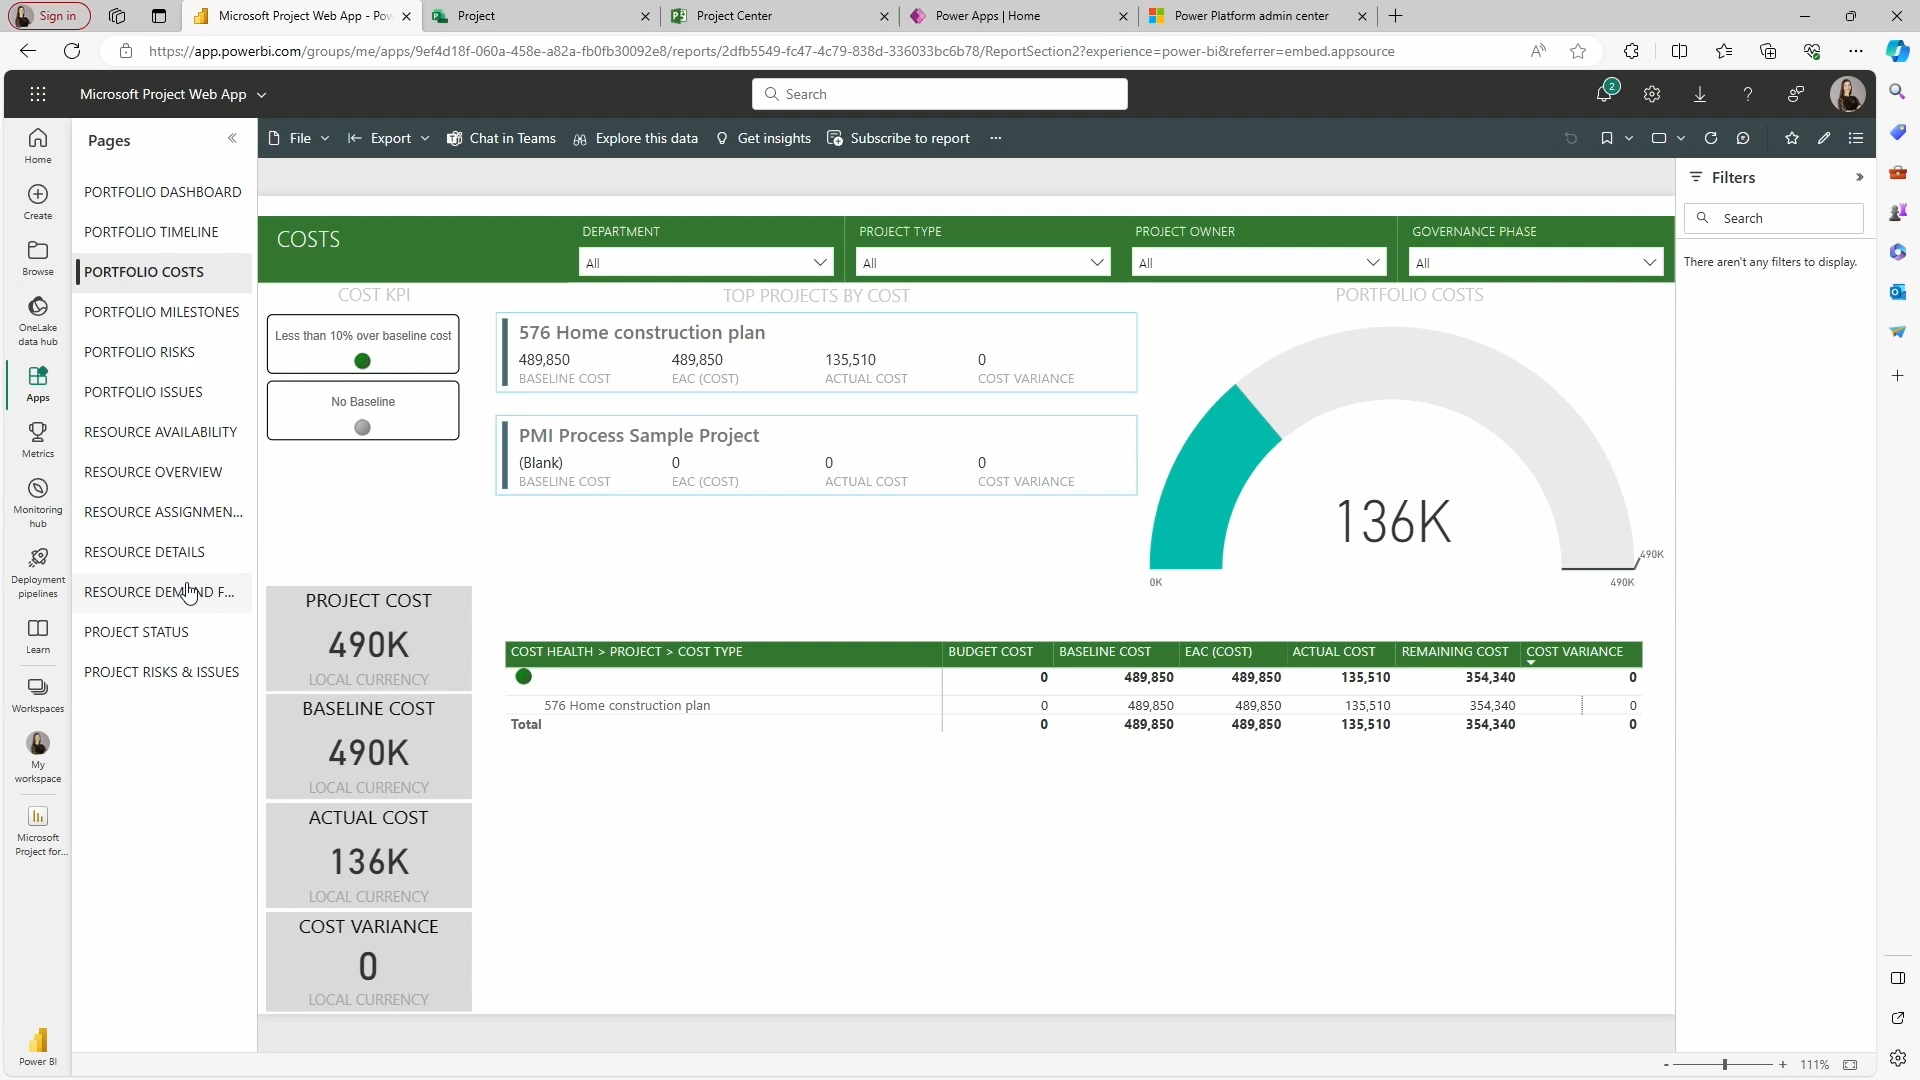 Sign in
Microsoft Project Web App - Pow
Project
Project Center
Power Apps | Home
Power Platform admin center
https://app.powerbi.com/groups/me/apps/9ef4d18f-060a-458e-a82a-fb0fb30092e8/reports/2dfb5549-fc47-4c79-838d-336033bc6b78/ReportSection2?experience=power-bi&referrer=embed.appsource
Microsoft Project Web App
Search
2
Pages
File
Export
Chat in Teams
Explore this data
Get insights
Subscribe to report
Home
Create
Browse
OneLake
data hub
Apps
Metrics
Monitoring
hub
Deployment
pipelines
Learn
Workspaces
My
workspace
Microsoft
Project for...
Power BI
PORTFOLIO DASHBOARD
PORTFOLIO TIMELINE
PORTFOLIO COSTS
PORTFOLIO MILESTONES
PORTFOLIO RISKS
PORTFOLIO ISSUES
RESOURCE AVAILABILITY
RESOURCE OVERVIEW
RESOURCE ASSIGNMEN...
RESOURCE DETAILS
RESOURCE DEMAND F...
PROJECT STATUS
PROJECT RISKS & ISSUES
COSTS
DEPARTMENT
All
PROJECT TYPE
All
PROJECT OWNER
All
GOVERNANCE PHASE
All
COST KPI
Less than 10% over baseline cost
No Baseline
TOP PROJECTS BY COST
576 Home construction plan
489,850 489,850 135,510 0
BASELINE COST EAC (COST) ACTUAL COST COST VARIANCE
PMI Process Sample Project
(Blank) 0 0 0
BASELINE COST EAC (COST) ACTUAL COST COST VARIANCE
PORTFOLIO COSTS
136K
490K
0K
490K
PROJECT COST
490K
LOCAL CURRENCY
BASELINE COST
490K
LOCAL CURRENCY
ACTUAL COST
136K
LOCAL CURRENCY
COST VARIANCE
0
LOCAL CURRENCY
COST HEALTH > PROJECT > COST TYPE BUDGET COST BASELINE COST EAC (COST) ACTUAL COST REMAINING COST COST VARIANCE
0 489,850 489,850 135,510 354,340 0
576 Home construction plan 0 489,850 489,850 135,510 354,340 0
Total 0 489,850 489,850 135,510 354,340 0
Filters
Search
There aren't any filters to display.
111%